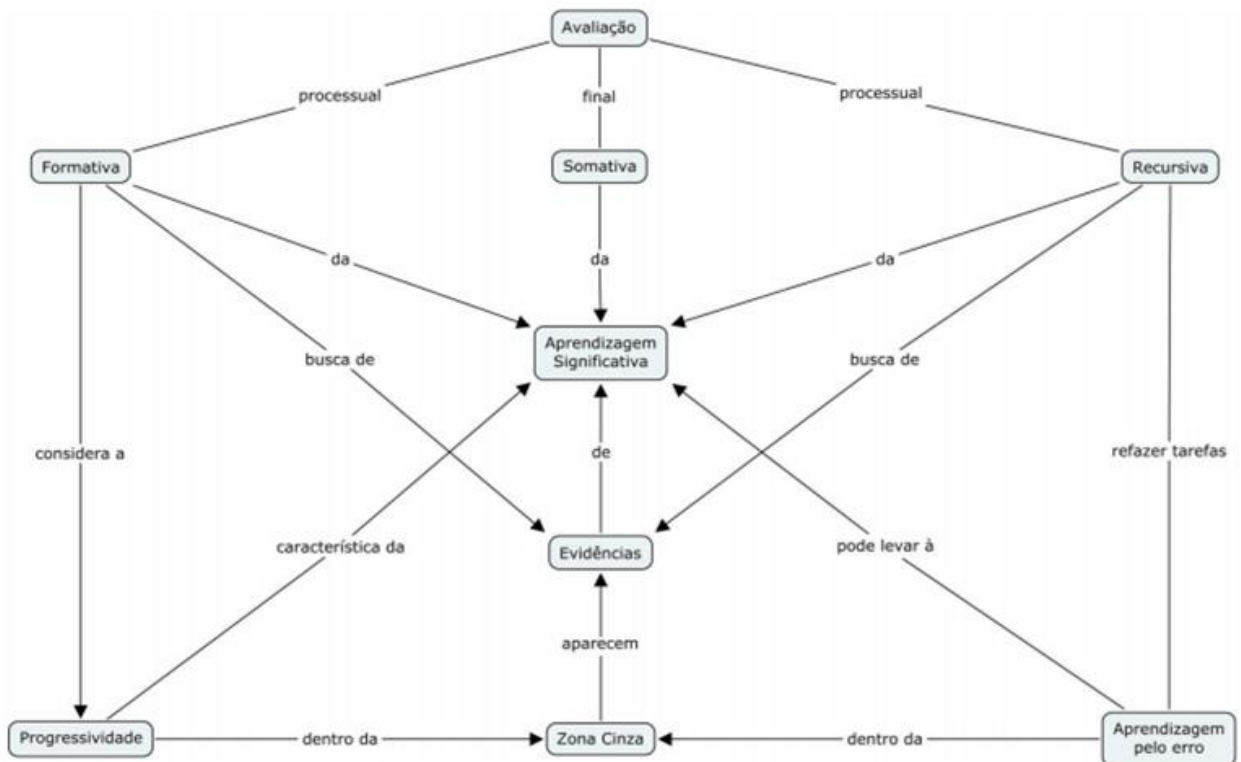 Avaliação
processual
final
processual
Formativa
Somativa
Recursiva
da
da
da
Aprendizagem
Significativa
busca de
busca de
considera a
de
refazer tarefas
característica da
Evidências
pode levar à
aparecem
Progressividade
dentro da
Zona Cinza
dentro da
Aprendizagem
pelo erro